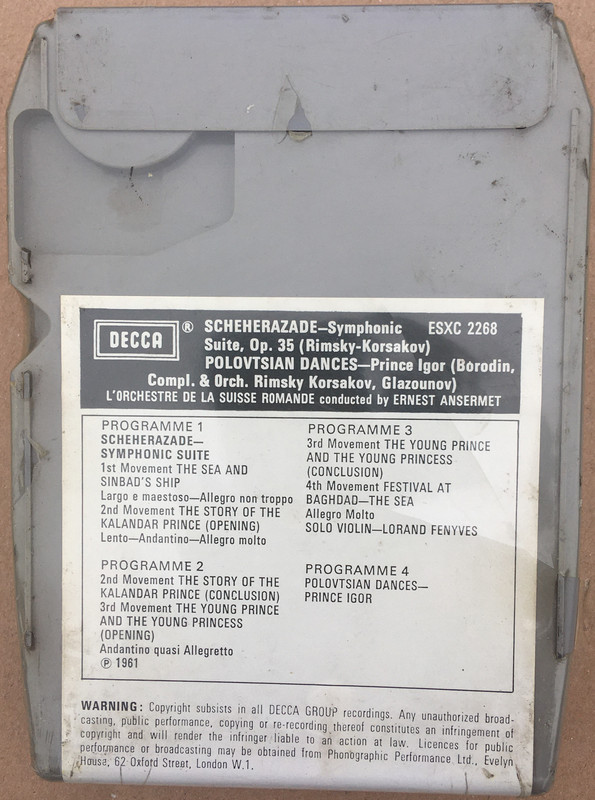 DECCA ® SCHEHERAZADE—Symphonic ESXC 2268
Suite, Op. 35 (Rimsky-Korsakov)
POLOVTSIAN DANCES—Prince Igor (Borodin,
Compl. & Orch. Rimsky Korsakov, Glazounov)
L'ORCHESTRE DE LA SUISSE ROMANDE conducted by ERNEST ANSERMET
PROGRAMME 1
SCHEHERAZADE—
SYMPHONIC SUITE
1st Movement THE SEA AND
SINBAD'S SHIP
Largo e maestoso—Allegro non troppo
2nd Movement THE STORY OF THE
KALANDAR PRINCE (OPENING)
Lento—Andantino—Allegro molto
PROGRAMME 2
2nd Movement THE STORY OF THE
KALANDAR PRINCE (CONCLUSION)
3rd Movement THE YOUNG PRINCE
AND THE YOUNG PRINCESS
(OPENING)
Andantino quasi Allegretto
℗ 1961
PROGRAMME 3
3rd Movement THE YOUNG PRINCE
AND THE YOUNG PRINCESS
(CONCLUSION)
4th Movement FESTIVAL AT
BAGHDAD—THE SEA
Allegro Molto
SOLO VIOLIN—LORAND FENYVES
PROGRAMME 4
POLOVTSIAN DANCES—
PRINCE IGOR
WARNING: Copyright subsists in all DECCA GROUP recordings. Any unauthorized broad-
casting, public performance, copying or re-recording thereof constitutes an infringement of
copyright and will render the infringer liable to an action at law. Licences for public
performance or broadcasting may be obtained from Phonographic Performance Ltd., Evelyn
House, 62 Oxford Street, London W.1.